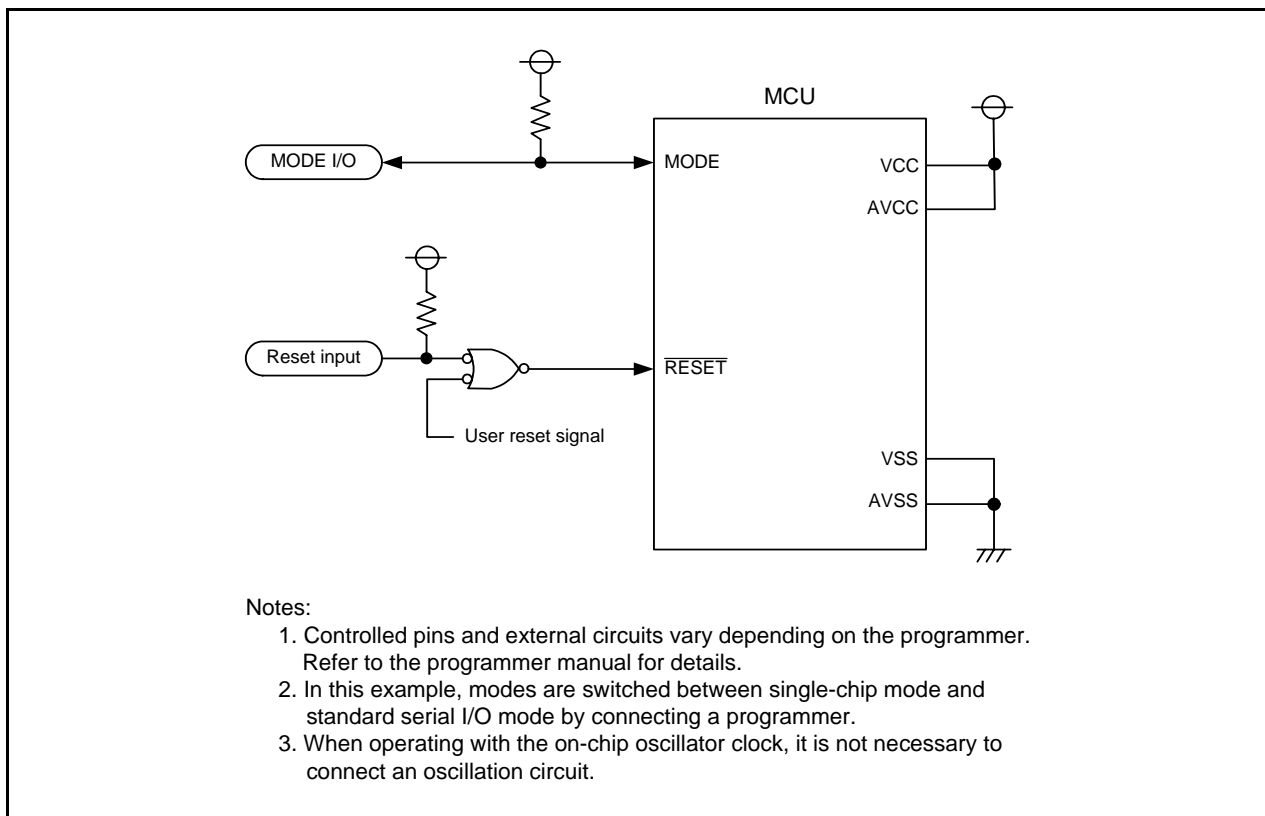 MCU
MODE I/O
MODE
VCC
AVCC
Reset input
RESET
User reset signal
VSS
AVSS
Notes:
1. Controlled pins and external circuits vary depending on the programmer.
Refer to the programmer manual for details.
2. In this example, modes are switched between single-chip mode and
standard serial I/O mode by connecting a programmer.
3. When operating with the on-chip oscillator clock, it is not necessary to
connect an oscillation circuit.